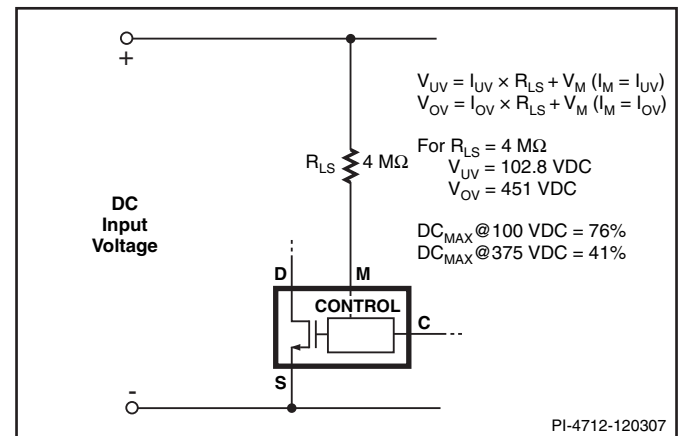 +
V_UV = I_UV × R_LS + V_M (I_M = I_UV)
V_OV = I_OV × R_LS + V_M (I_M = I_OV)
For R_LS = 4 MΩ
V_UV = 102.8 VDC
V_OV = 451 VDC
DC_MAX@100 VDC = 76%
DC_MAX@375 VDC = 41%
R_LS 4 MΩ
DC
Input
Voltage
D M
CONTROL
C
S
-
PI-4712-120307